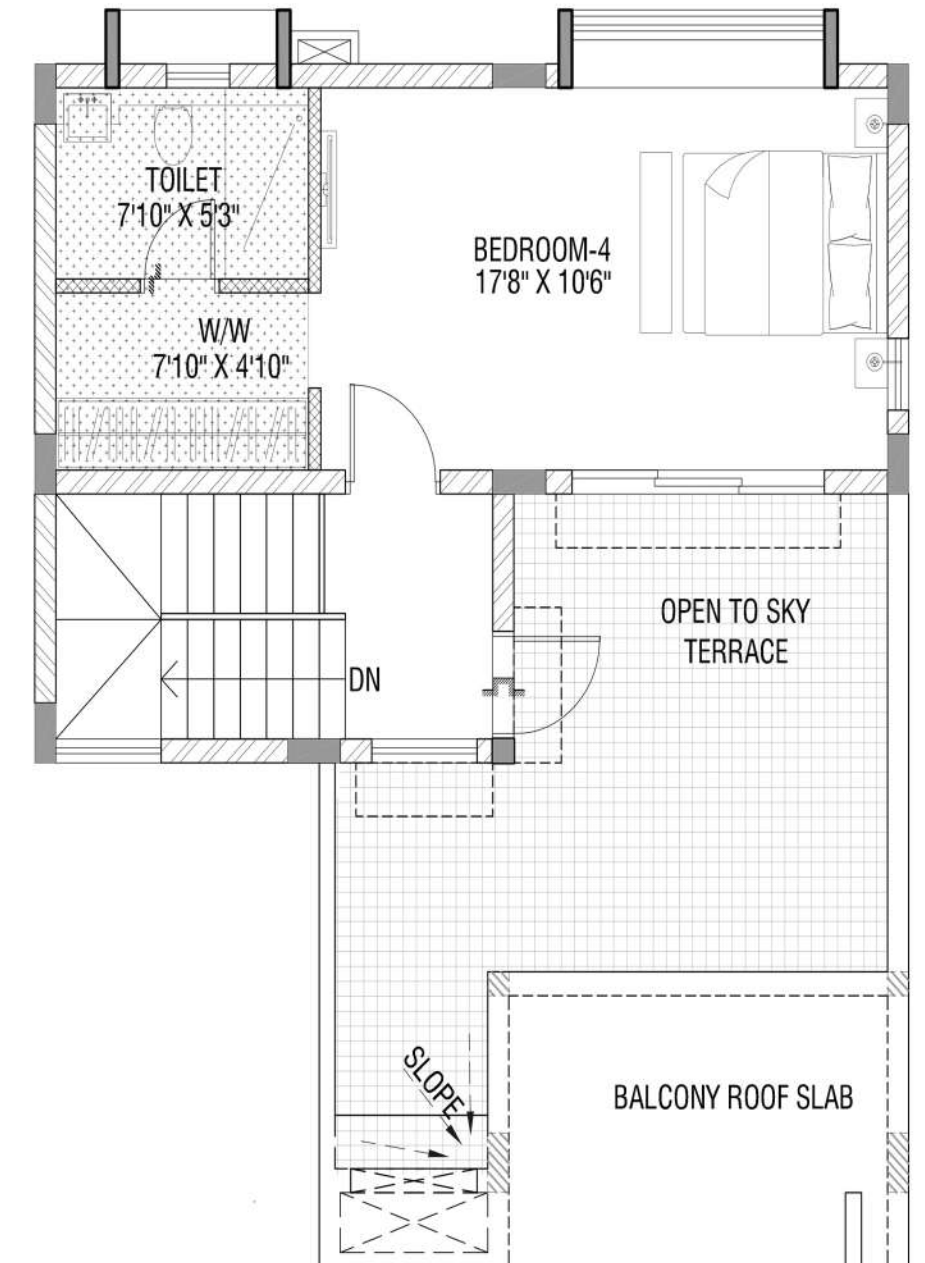 TOILET
7'10" X 5'3"
BEDROOM-4
17'8" X 10'6"
W/W
7'10" X 4'10"
OPEN TO SKY
TERRACE
DN
SLOPE
BALCONY ROOF SLAB